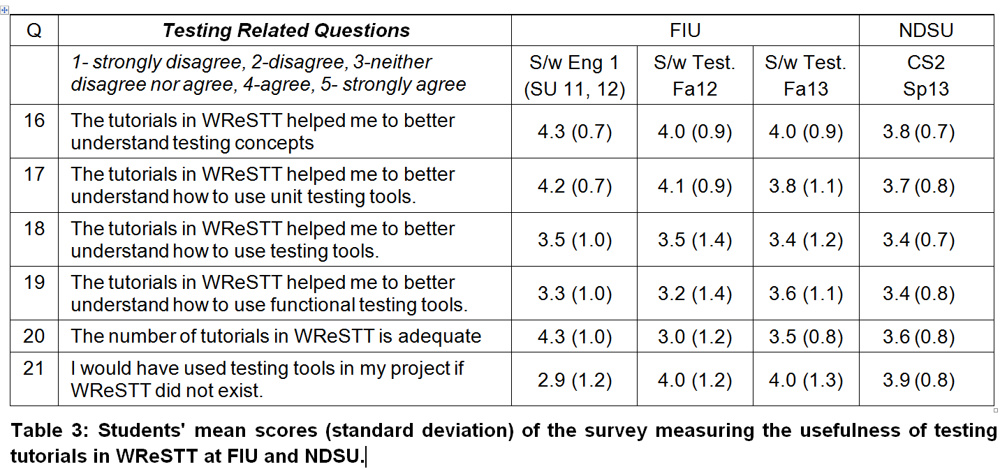 Q Testing Related Questions FIU NDSU
1- strongly disagree, 2-disagree, 3-neither
disagree nor agree, 4-agree, 5- strongly agree
S/w Eng 1
(SU 11, 12)
S/w Test.
Fa12
S/w Test.
Fa13
CS2
Sp13
16
The tutorials in WReSTT helped me to better
understand testing concepts
4.3 (0.7) 4.0 (0.9) 4.0 (0.9) 3.8 (0.7)
17
The tutorials in WReSTT helped me to better
understand how to use unit testing tools.
4.2 (0.7) 4.1 (0.9) 3.8 (1.1) 3.7 (0.8)
18
The tutorials in WReSTT helped me to better
understand how to use testing tools.
3.5 (1.0) 3.5 (1.4) 3.4 (1.2) 3.4 (0.7)
19
The tutorials in WReSTT helped me to better
understand how to use functional testing tools.
3.3 (1.0) 3.2 (1.4) 3.6 (1.1) 3.4 (0.8)
20 The number of tutorials in WReSTT is adequate 4.3 (1.0) 3.0 (1.2) 3.5 (0.8) 3.6 (0.8)
21
I would have used testing tools in my project if
WReSTT did not exist.
2.9 (1.2) 4.0 (1.2) 4.0 (1.3) 3.9 (0.8)
Table 3: Students' mean scores (standard deviation) of the survey measuring the usefulness of testing
tutorials in WReSTT at FIU and NDSU.